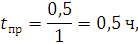 t_пр = 0,5/1 = 0,5 ч,